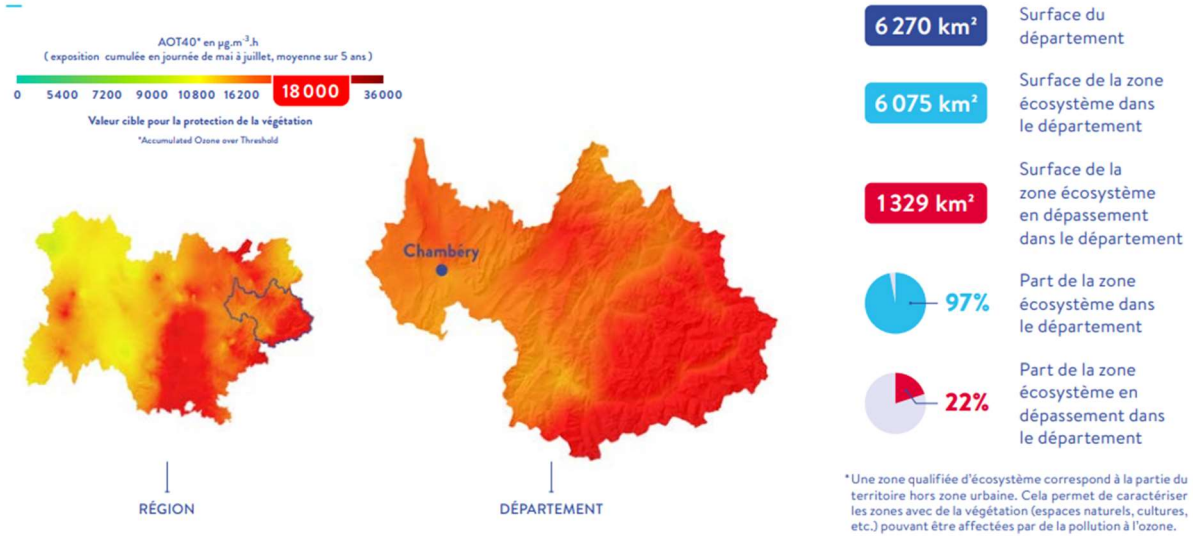 AOT40* en µg.m-3.h
( exposition cumulée en journée de mai à juillet, moyenne sur 5 ans )
0 5400 7200 9000 10800 16200 18000 36000
Valeur cible pour la protection de la végétation
*Accumulated Ozone over Threshold
Chambéry
RÉGION
DÉPARTEMENT
6 270 km²
Surface du
département
6 075 km²
Surface de la zone
écosystème dans
le département
1 329 km²
Surface de la
zone écosystème
en dépassement
dans le département
97%
Part de la zone
écosystème dans
le département
22%
Part de la zone
écosystème en
dépassement dans
le département
*Une zone qualifiée d'écosystème correspond à la partie du
territoire hors zone urbaine. Cela permet de caractériser
les zones avec de la végétation (espaces naturels, cultures,
etc.) pouvant être affectées par de la pollution à l'ozone.